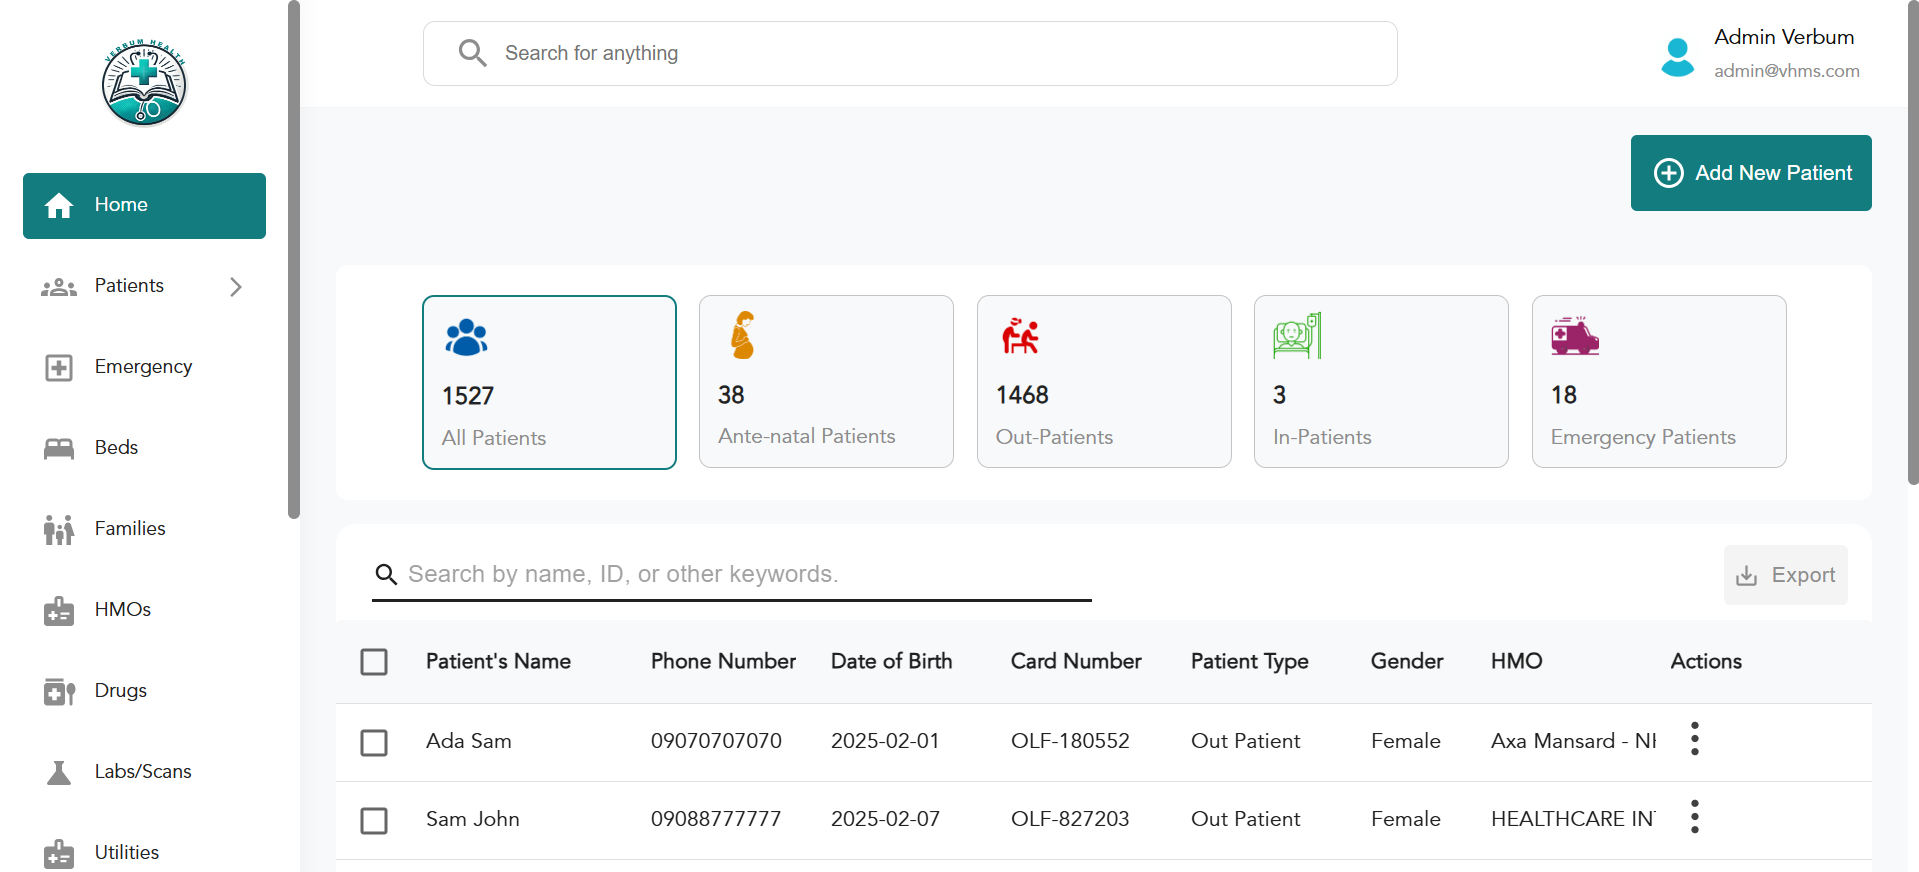 VERBUM HEALTH
Search for anything
Admin Verbum
admin@vhms.com
Home
Patients
Emergency
Beds
Families
HMOs
Drugs
Labs/Scans
Utilities
Add New Patient
1527
All Patients
38
Ante-natal Patients
1468
Out-Patients
3
In-Patients
18
Emergency Patients
Search by name, ID, or other keywords.
Export
Patient's Name Phone Number Date of Birth Card Number Patient Type Gender HMO Actions
Ada Sam 09070707070 2025-02-01 OLF-180552 Out Patient Female Axa Mansard -
Sam John 09088777777 2025-02-07 OLF-827203 Out Patient Female HEALTHCARE